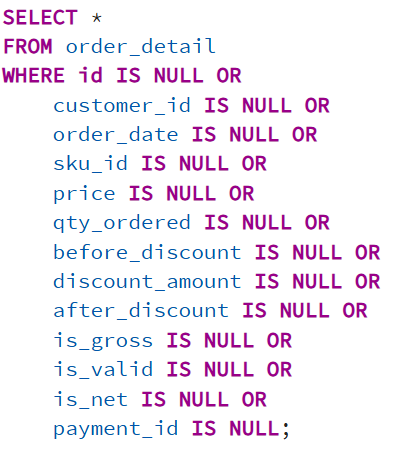 SELECT *
FROM order_detail
WHERE id IS NULL OR
    customer_id IS NULL OR
    order_date IS NULL OR
    sku_id IS NULL OR
    price IS NULL OR
    qty_ordered IS NULL OR
    before_discount IS NULL OR
    discount_amount IS NULL OR
    after_discount IS NULL OR
    is_gross IS NULL OR
    is_valid IS NULL OR
    is_net IS NULL OR
    payment_id IS NULL;